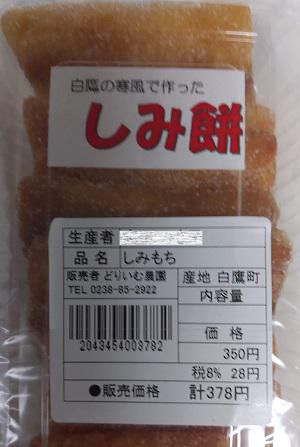 白鷹の寒風で作った
しみ餅
生産者
品名 しみもち
販売者 どりいむ農園
TEL 0238-85-2922
産地 白鷹町
内容量
2043454003782
価格
350円
税8% 28円
●販売価格 計378円